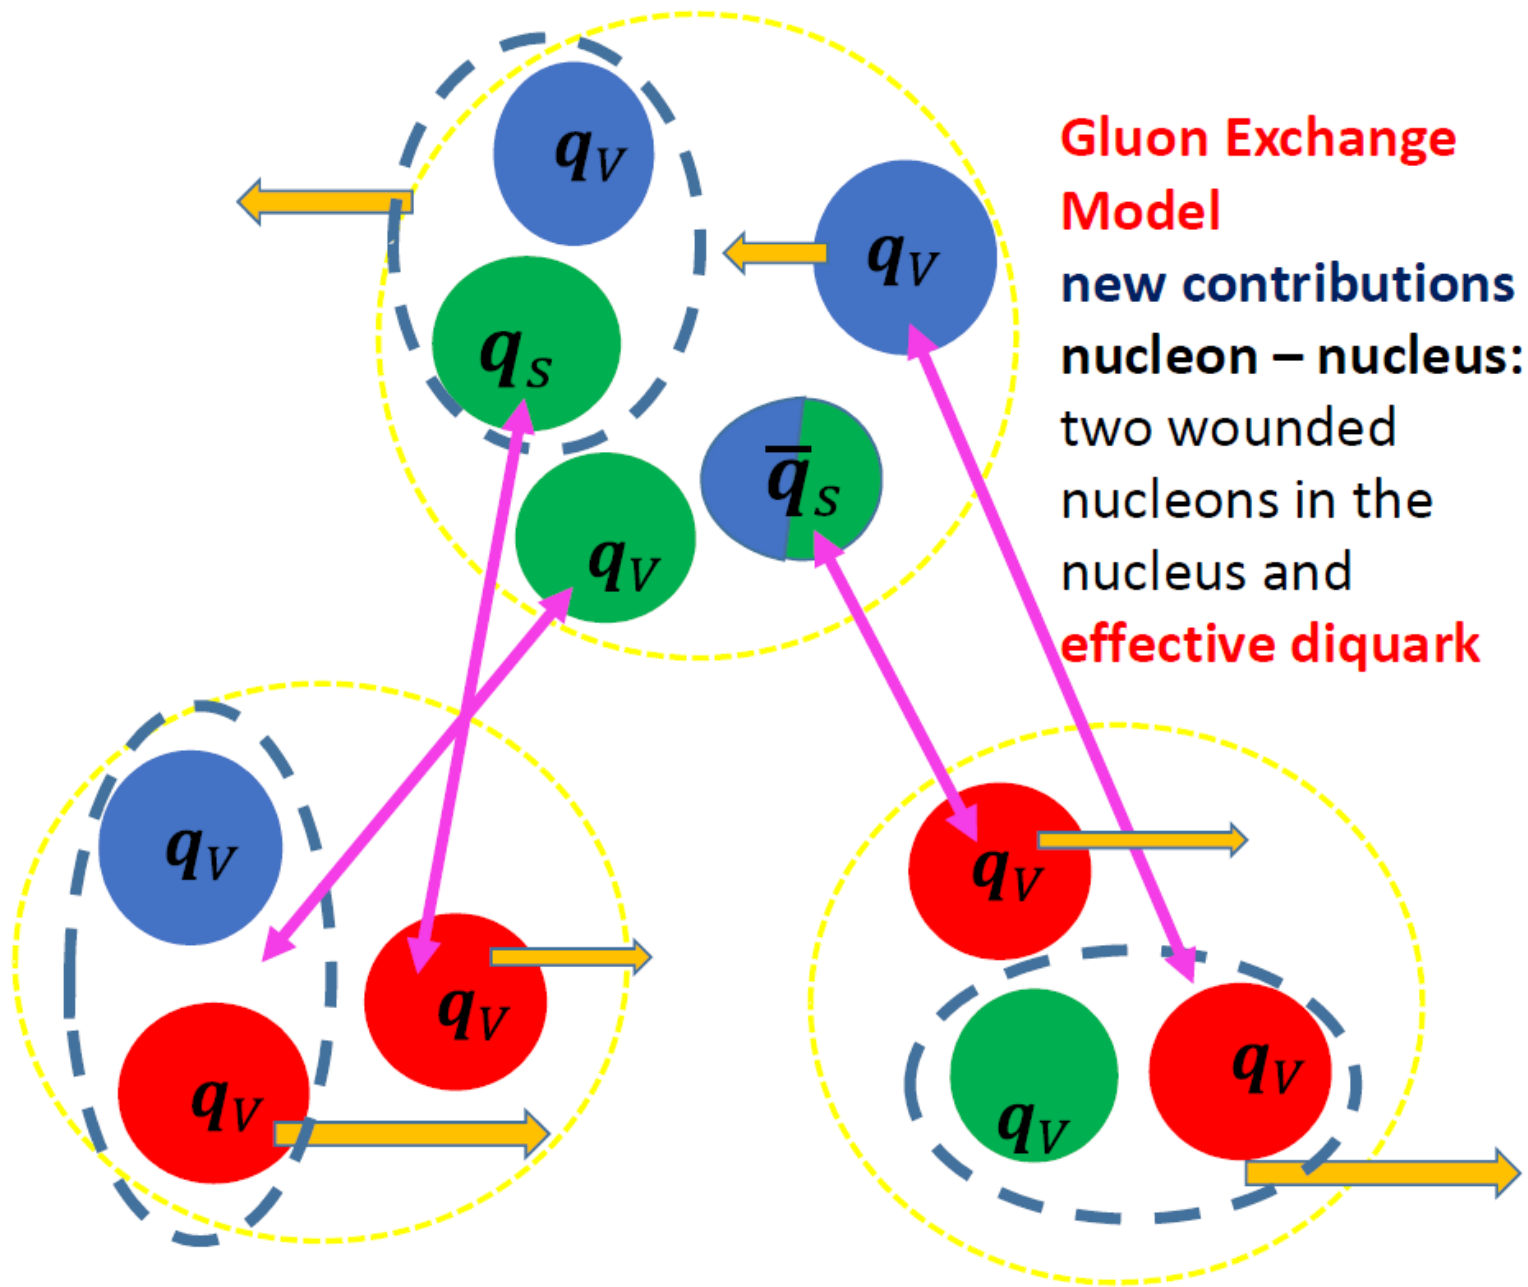 q_V
Gluon Exchange
Model
q_V
new contributions
q_s
nucleon – nucleus:
two wounded
q̅_s
nucleons in the
q_V
nucleus and
effective diquark
q_V
q_V
q_V
q_V
q_V
q_V